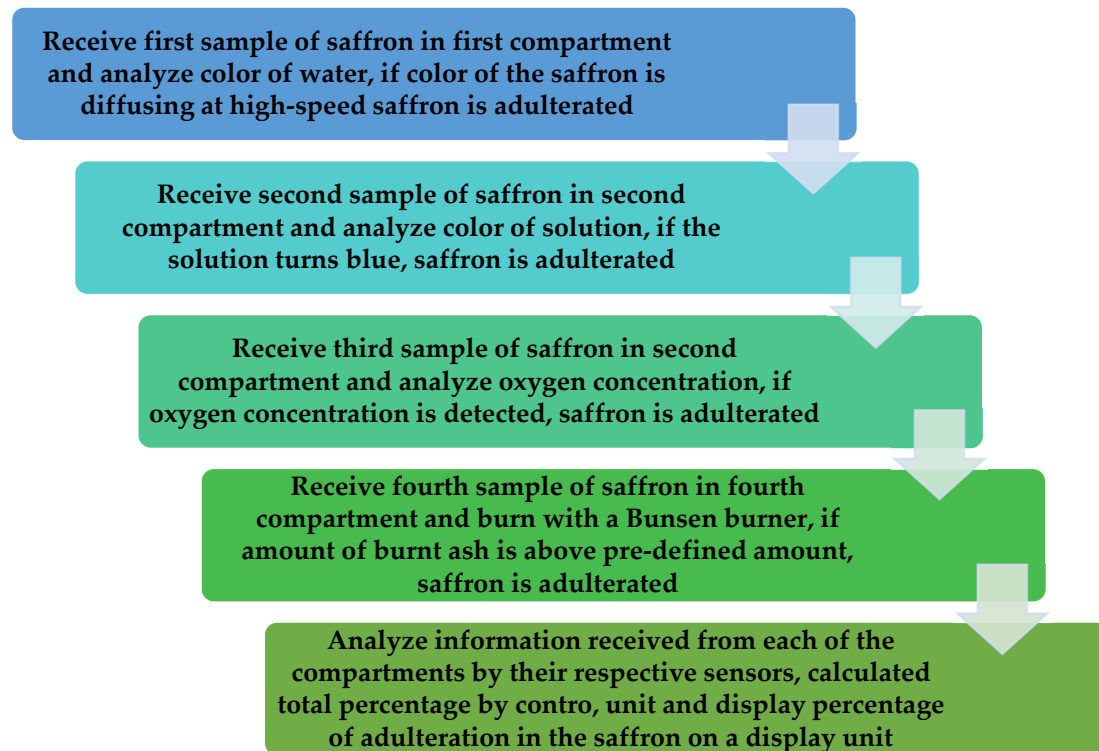 Receive first sample of saffron in first compartment
and analyze color of water, if color of the saffron is
diffusing at high-speed saffron is adulterated
Receive second sample of saffron in second
compartment and analyze color of solution, if the
solution turns blue, saffron is adulterated
Receive third sample of saffron in second
compartment and analyze oxygen concentration, if
oxygen concentration is detected, saffron is adulterated
Receive fourth sample of saffron in fourth
compartment and burn with a Bunsen burner, if
amount of burnt ash is above pre-defined amount,
saffron is adulterated
Analyze information received from each of the
compartments by their respective sensors, calculated
total percentage by contro, unit and display percentage
of adulteration in the saffron on a display unit